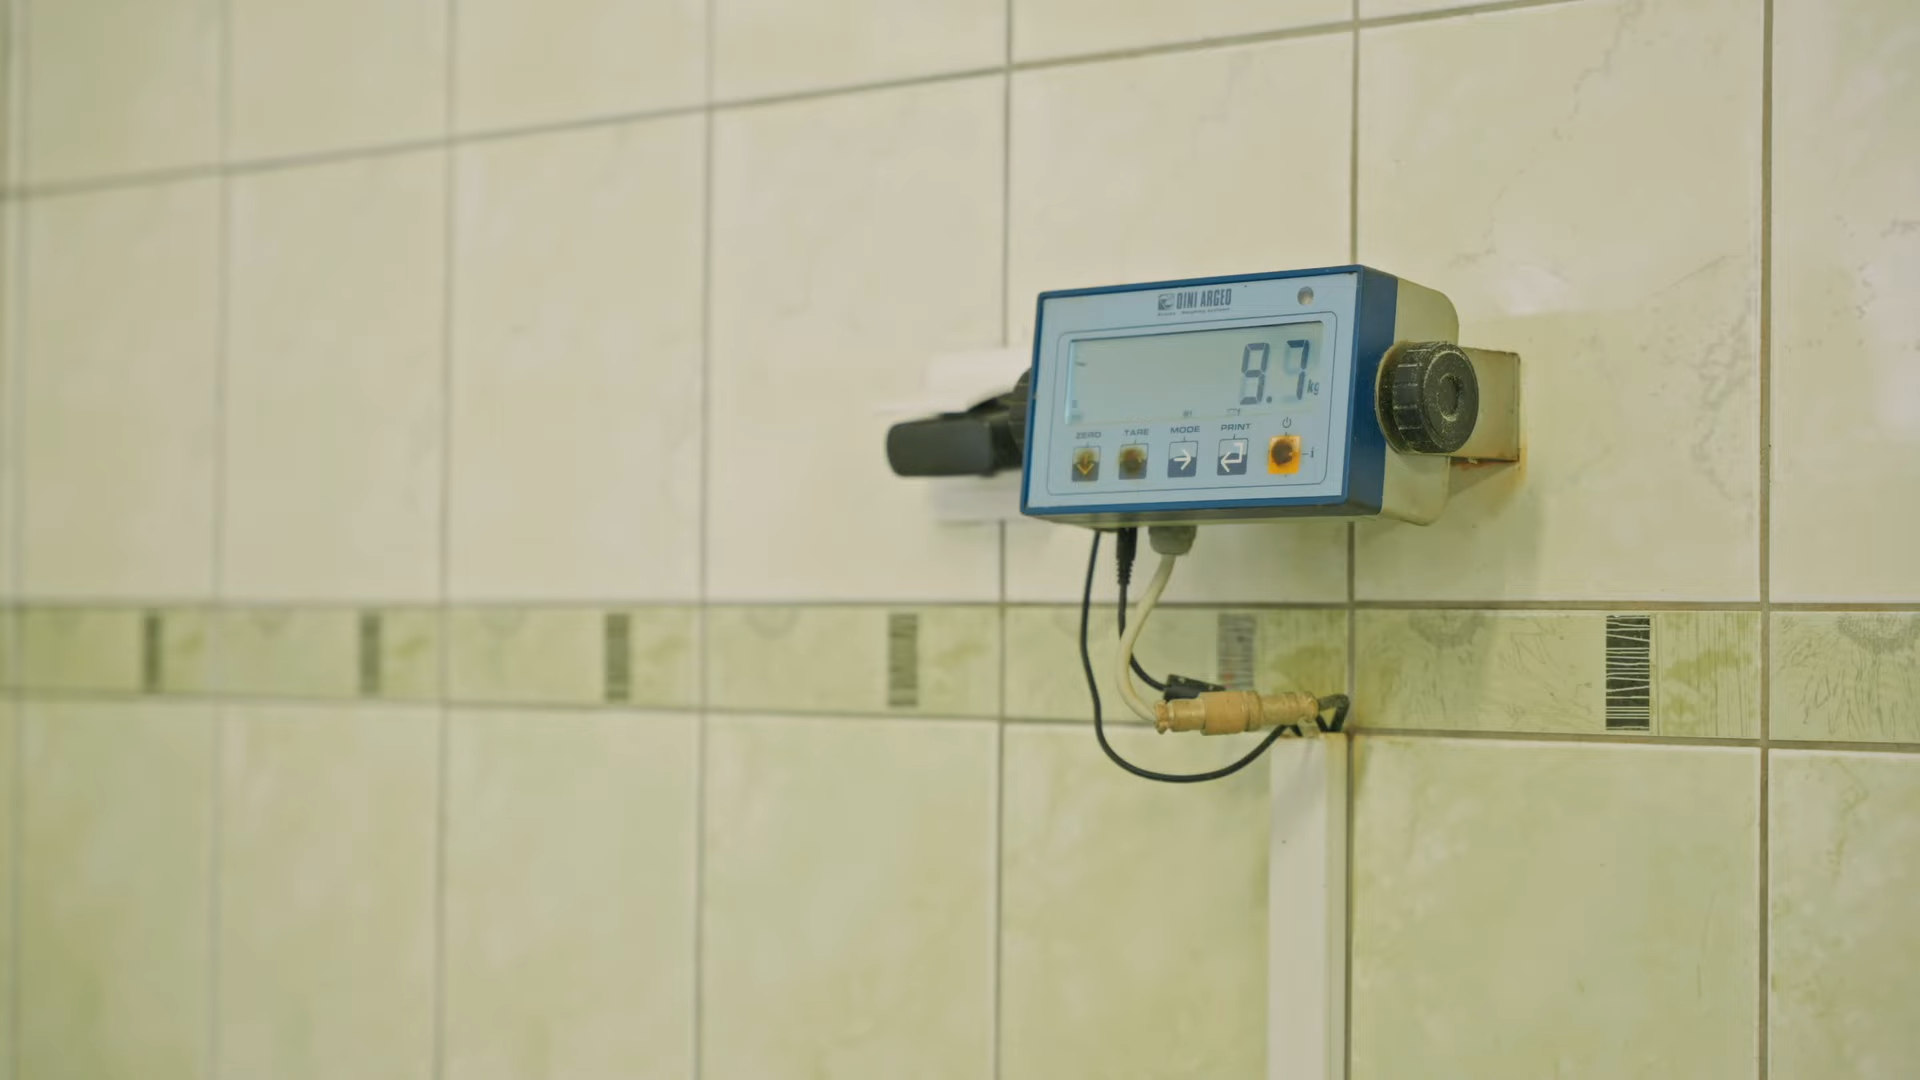 DINI ARGEO
9.7 kg
ZERO TARE MODE PRINT
i